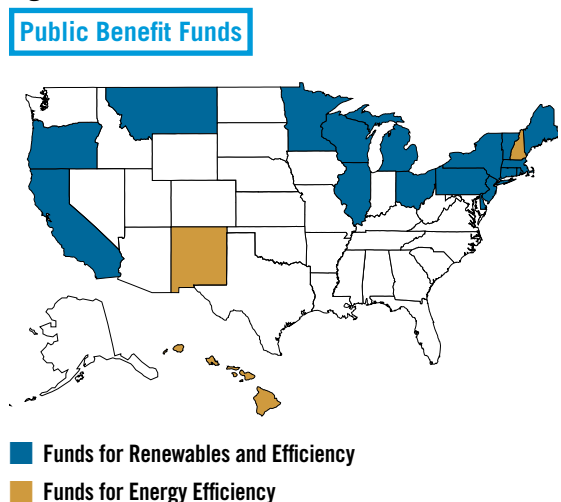 Public Benefit Funds
Funds for Renewables and Efficiency
Funds for Energy Efficiency